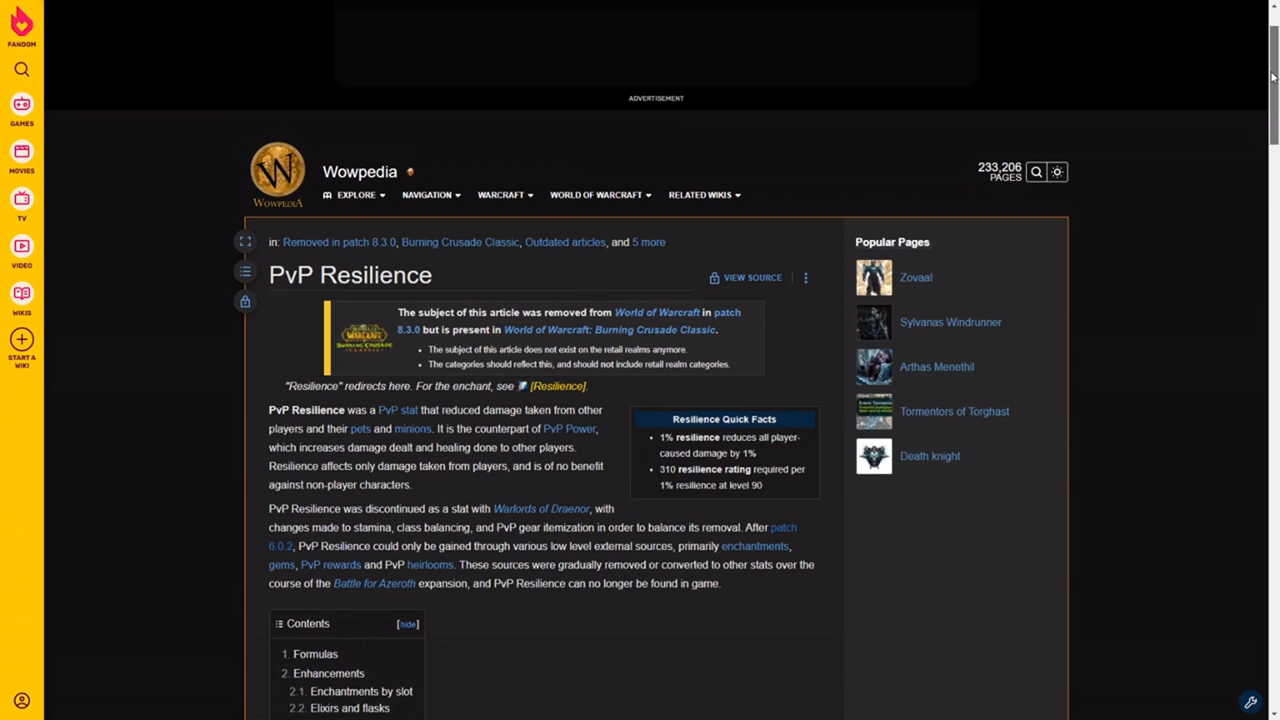 FANDOM
GAMES
MOVIES
TV
VIDEO
WIKIS
START A
WIKI
ADVERTISEMENT
W
WOWPEDIA
Wowpedia
233,206
PAGES
EXPLORE
NAVIGATION
WARCRAFT
WORLD OF WARCRAFT
RELATED WIKIS
in: Removed in patch 8.3.0, Burning Crusade Classic, Outdated articles, and 5 more
PvP Resilience
VIEW SOURCE
The subject of this article was removed from World of Warcraft in patch
8.3.0 but is present in World of Warcraft: Burning Crusade Classic.
• The subject of this article does not exist on the retail realms anymore.
• The categories should reflect this, and should not include retail realm categories.
"Resilience" redirects here. For the enchant, see [Resilience].
PvP Resilience was a PvP stat that reduced damage taken from other
players and their pets and minions. It is the counterpart of PvP Power,
which increases damage dealt and healing done to other players.
Resilience affects only damage taken from players, and is of no benefit
against non-player characters.
Resilience Quick Facts
• 1% resilience reduces all player-
caused damage by 1%
• 310 resilience rating required per
1% resilience at level 90
PvP Resilience was discontinued as a stat with Warlords of Draenor, with
changes made to stamina, class balancing, and PvP gear itemization in order to balance its removal. After patch
6.0.2, PvP Resilience could only be gained through various low level external sources, primarily enchantments,
gems, PvP rewards and PvP heirlooms. These sources were gradually removed or converted to other stats over the
course of the Battle for Azeroth expansion, and PvP Resilience can no longer be found in game.
Contents [hide]
1. Formulas
2. Enhancements
2.1. Enchantments by slot
2.2. Elixirs and flasks
Popular Pages
Zovaal
Sylvanas Windrunner
Arthas Menethil
Tormentors of Torghast
Death knight